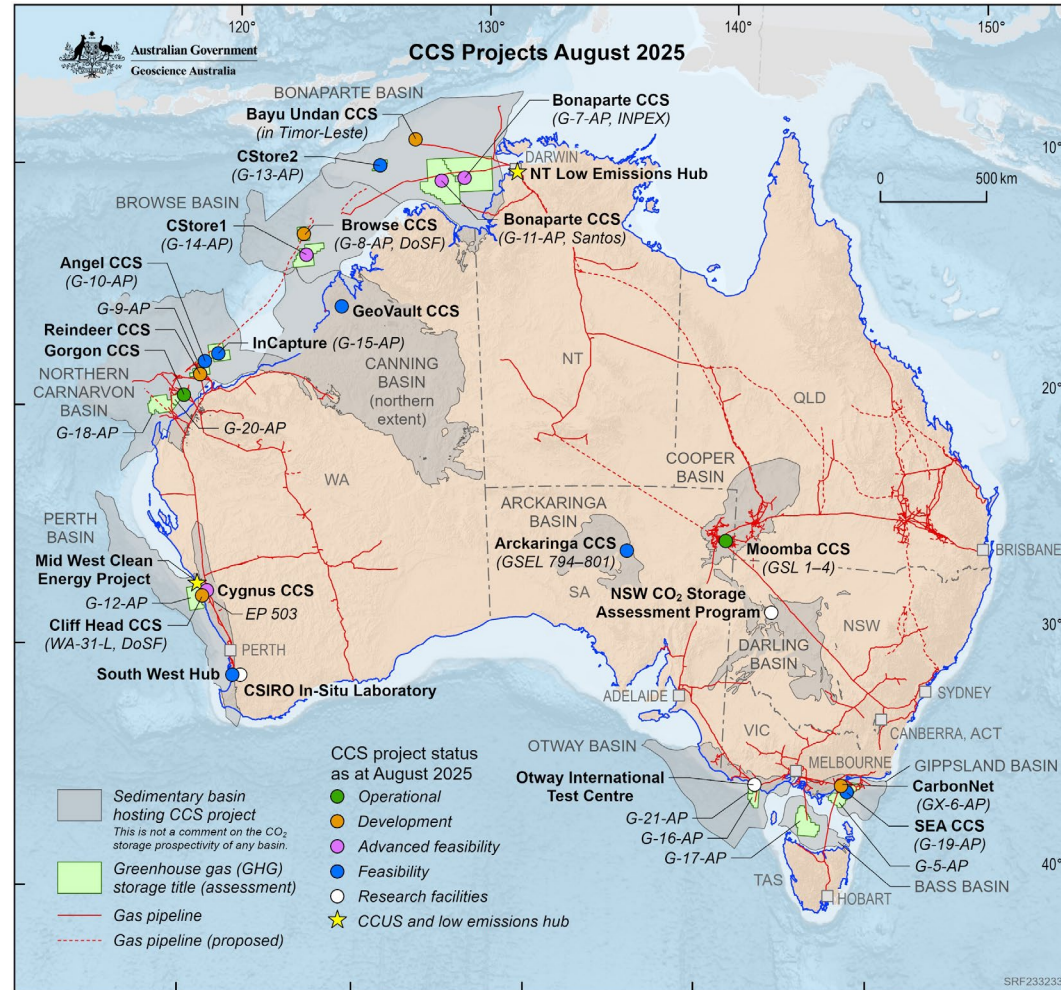 120°
130°
140°
150°
Australian Government
Geoscience Australia
CCS Projects August 2025
BONAPARTE BASIN
Bayu Undan CCS
(in Timor-Leste)
Bonaparte CCS
(G-7-AP, INPEX)
10°
CStore2
(G-13-AP)
DARWIN
NT Low Emissions Hub
0
500 km
BROWSE BASIN
CStore1
(G-14-AP)
Browse CCS
(G-8-AP, DoSF)
Bonaparte CCS
(G-11-AP, Santos)
Angel CCS
(G-10-AP)
G-9-AP
GeoVault CCS
Reindeer CCS
InCapture (G-15-AP)
Gorgon CCS
NORTHERN
CARNARVON
BASIN
CANNING
BASIN
(northern
extent)
NT
QLD
20°
G-18-AP
G-20-AP
WA
COOPER
BASIN
PERTH
BASIN
ARCKARINGA
BASIN
Arckaringa CCS
(GSEL 794–801)
Moomba CCS
(GSL 1–4)
BRISBANE
Mid West Clean
Energy Project
Cygnus CCS
G-12-AP
EP 503
Cliff Head CCS
(WA-31-L, DoSF)
SA
NSW CO₂ Storage
Assessment Program
NSW
30°
PERTH
DARLING
BASIN
South West Hub
CSIRO In-Situ Laboratory
ADELAIDE
SYDNEY
CANBERRA, ACT
VIC
OTWAY BASIN
MELBOURNE
GIPPSLAND BASIN
Otway International
Test Centre
CarbonNet
(GX-6-AP)
G-21-AP
SEA CCS
(G-19-AP)
G-16-AP
G-17-AP
G-5-AP
40°
TAS
BASS BASIN
HOBART
Sedimentary basin
hosting CCS project
This is not a comment on the CO₂
storage prospectivity of any basin.
Greenhouse gas (GHG)
storage title (assessment)
Gas pipeline
Gas pipeline (proposed)
CCS project status
as at August 2025
Operational
Development
Advanced feasibility
Feasibility
Research facilities
CCUS and low emissions hub
SRF233233